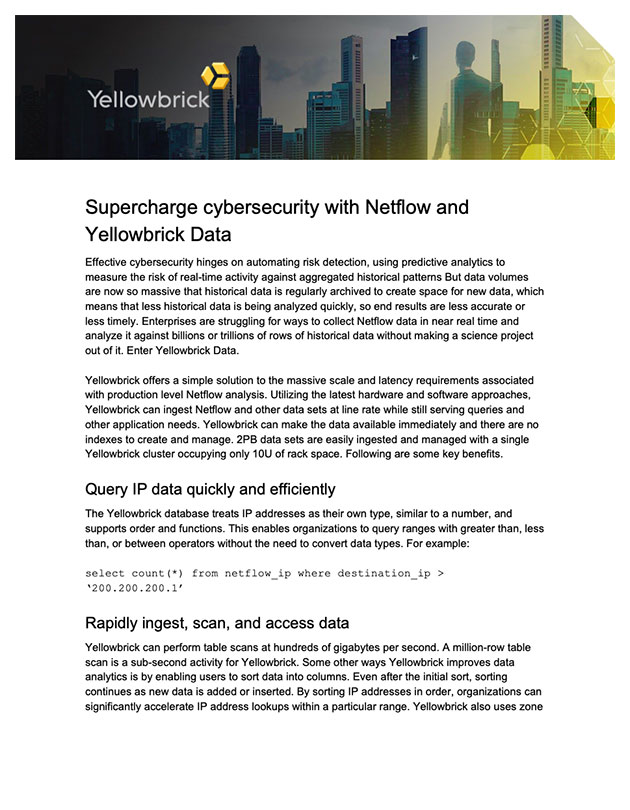 Yellowbrick
Supercharge cybersecurity with Netflow and
Yellowbrick Data
Effective cybersecurity hinges on automating risk detection, using predictive analytics to
measure the risk of real-time activity against aggregated historical patterns But data volumes
are now so massive that historical data is regularly archived to create space for new data, which
means that less historical data is being analyzed quickly, so end results are less accurate or
less timely. Enterprises are struggling for ways to collect Netflow data in near real time and
analyze it against billions or trillions of rows of historical data without making a science project
out of it. Enter Yellowbrick Data.
Yellowbrick offers a simple solution to the massive scale and latency requirements associated
with production level Netflow analysis. Utilizing the latest hardware and software approaches,
Yellowbrick can ingest Netflow and other data sets at line rate while still serving queries and
other application needs. Yellowbrick can make the data available immediately and there are no
indexes to create and manage. 2PB data sets are easily ingested and managed with a single
Yellowbrick cluster occupying only 10U of rack space. Following are some key benefits.
Query IP data quickly and efficiently
The Yellowbrick database treats IP addresses as their own type, similar to a number, and
supports order and functions. This enables organizations to query ranges with greater than, less
than, or between operators without the need to convert data types. For example:
select count(*) from netflow_ip where destination_ip >
‘200.200.200.1’
Rapidly ingest, scan, and access data
Yellowbrick can perform table scans at hundreds of gigabytes per second. A million-row table
scan is a sub-second activity for Yellowbrick. Some other ways Yellowbrick improves data
analytics is by enabling users to sort data into columns. Even after the initial sort, sorting
continues as new data is added or inserted. By sorting IP addresses in order, organizations can
significantly accelerate IP address lookups within a particular range. Yellowbrick also uses zone